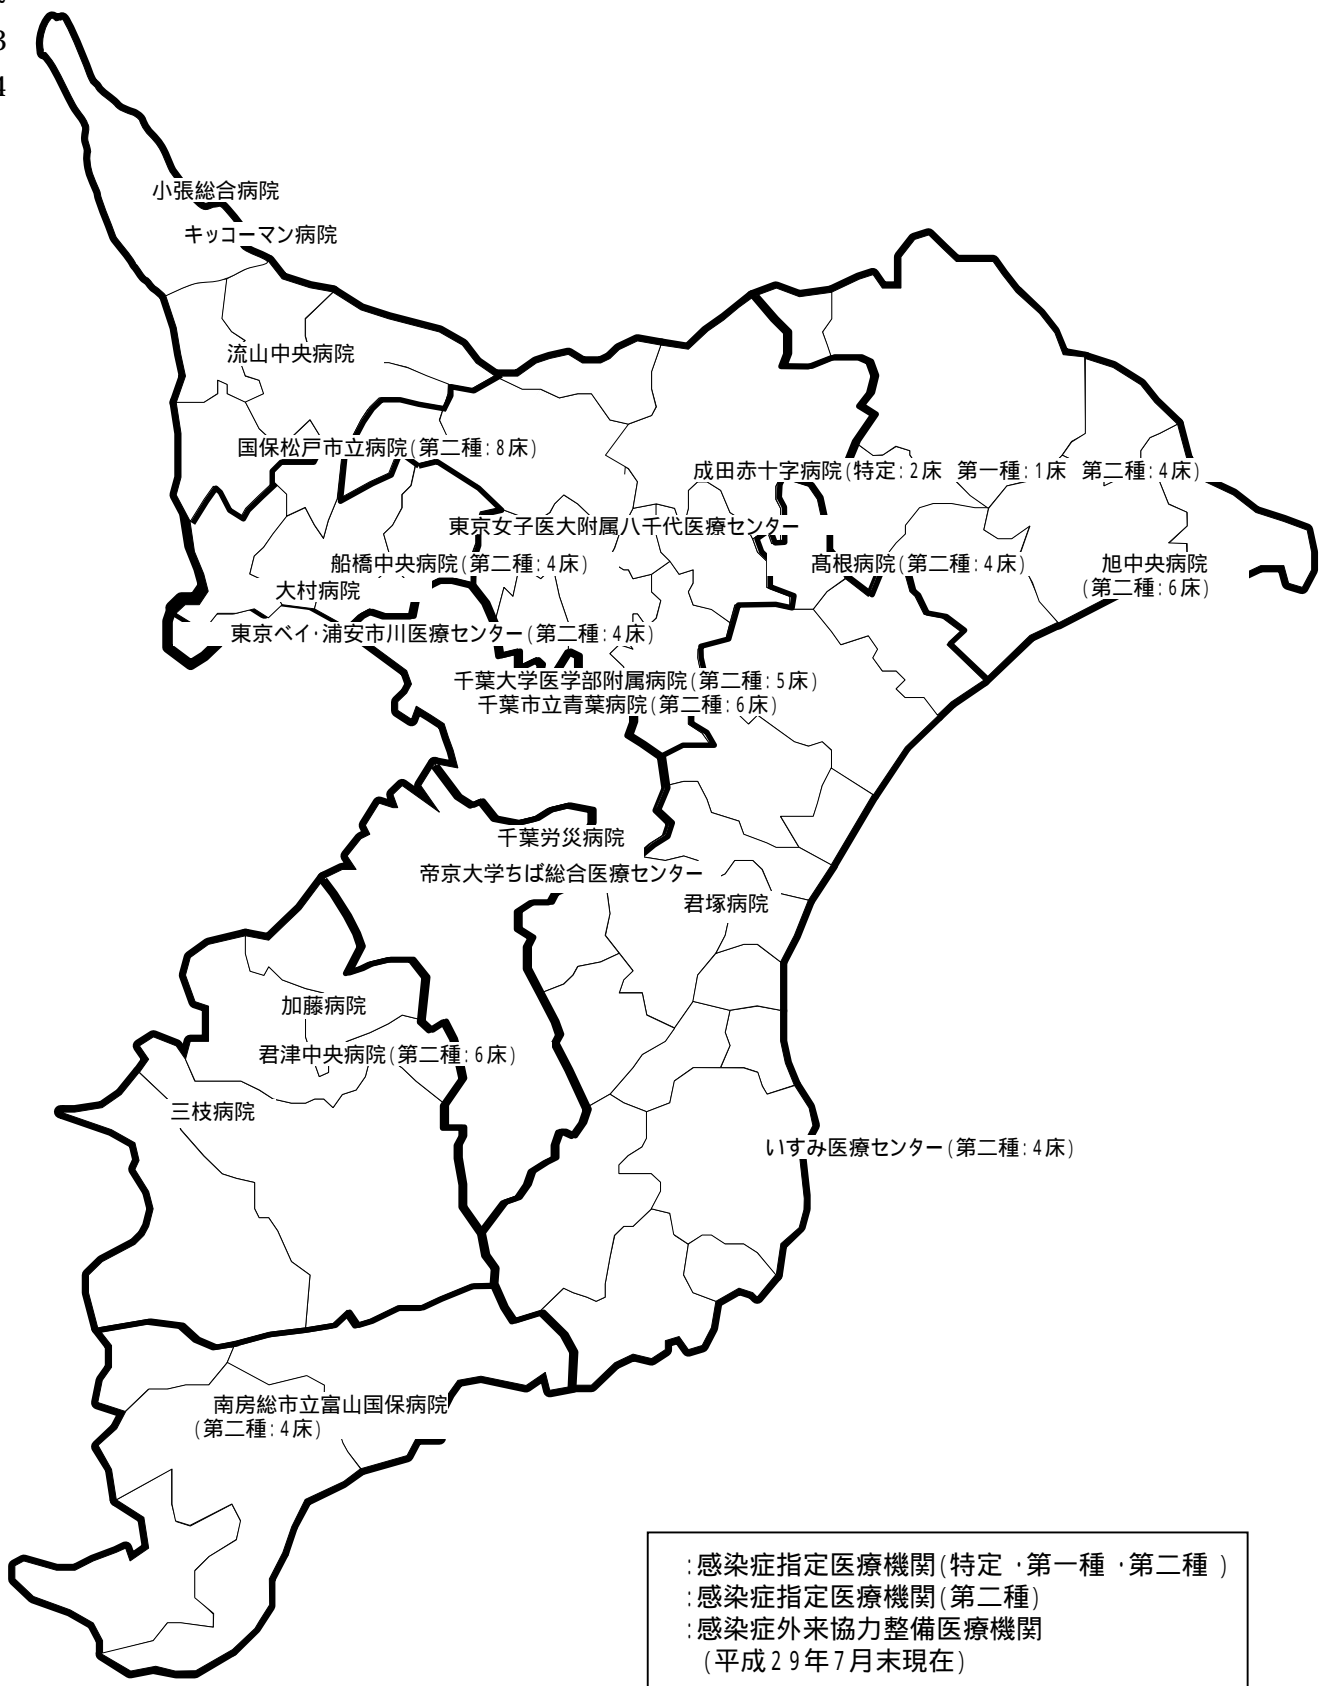 3
4
小張総合病院
キッコーマン病院
流山中央病院
国保松戸市立病院(第二種:8床)
成田赤十字病院(特定:2床 第一種:1床 第二種:4床)
東京女子医大附属八千代医療センター
船橋中央病院(第二種:4床)
髙根病院(第二種:4床)
旭中央病院
(第二種:6床)
大村病院
東京ベイ・浦安市川医療センター(第二種:4床)
千葉大学医学部附属病院(第二種:5床)
千葉市立青葉病院(第二種:6床)
千葉労災病院
帝京大学ちば総合医療センター
君塚病院
加藤病院
君津中央病院(第二種:6床)
三枝病院
いすみ医療センター(第二種:4床)
南房総市立富山国保病院
(第二種:4床)
:感染症指定医療機関(特定・第一種・第二種)
:感染症指定医療機関(第二種)
:感染症外来協力整備医療機関
(平成29年7月末現在)